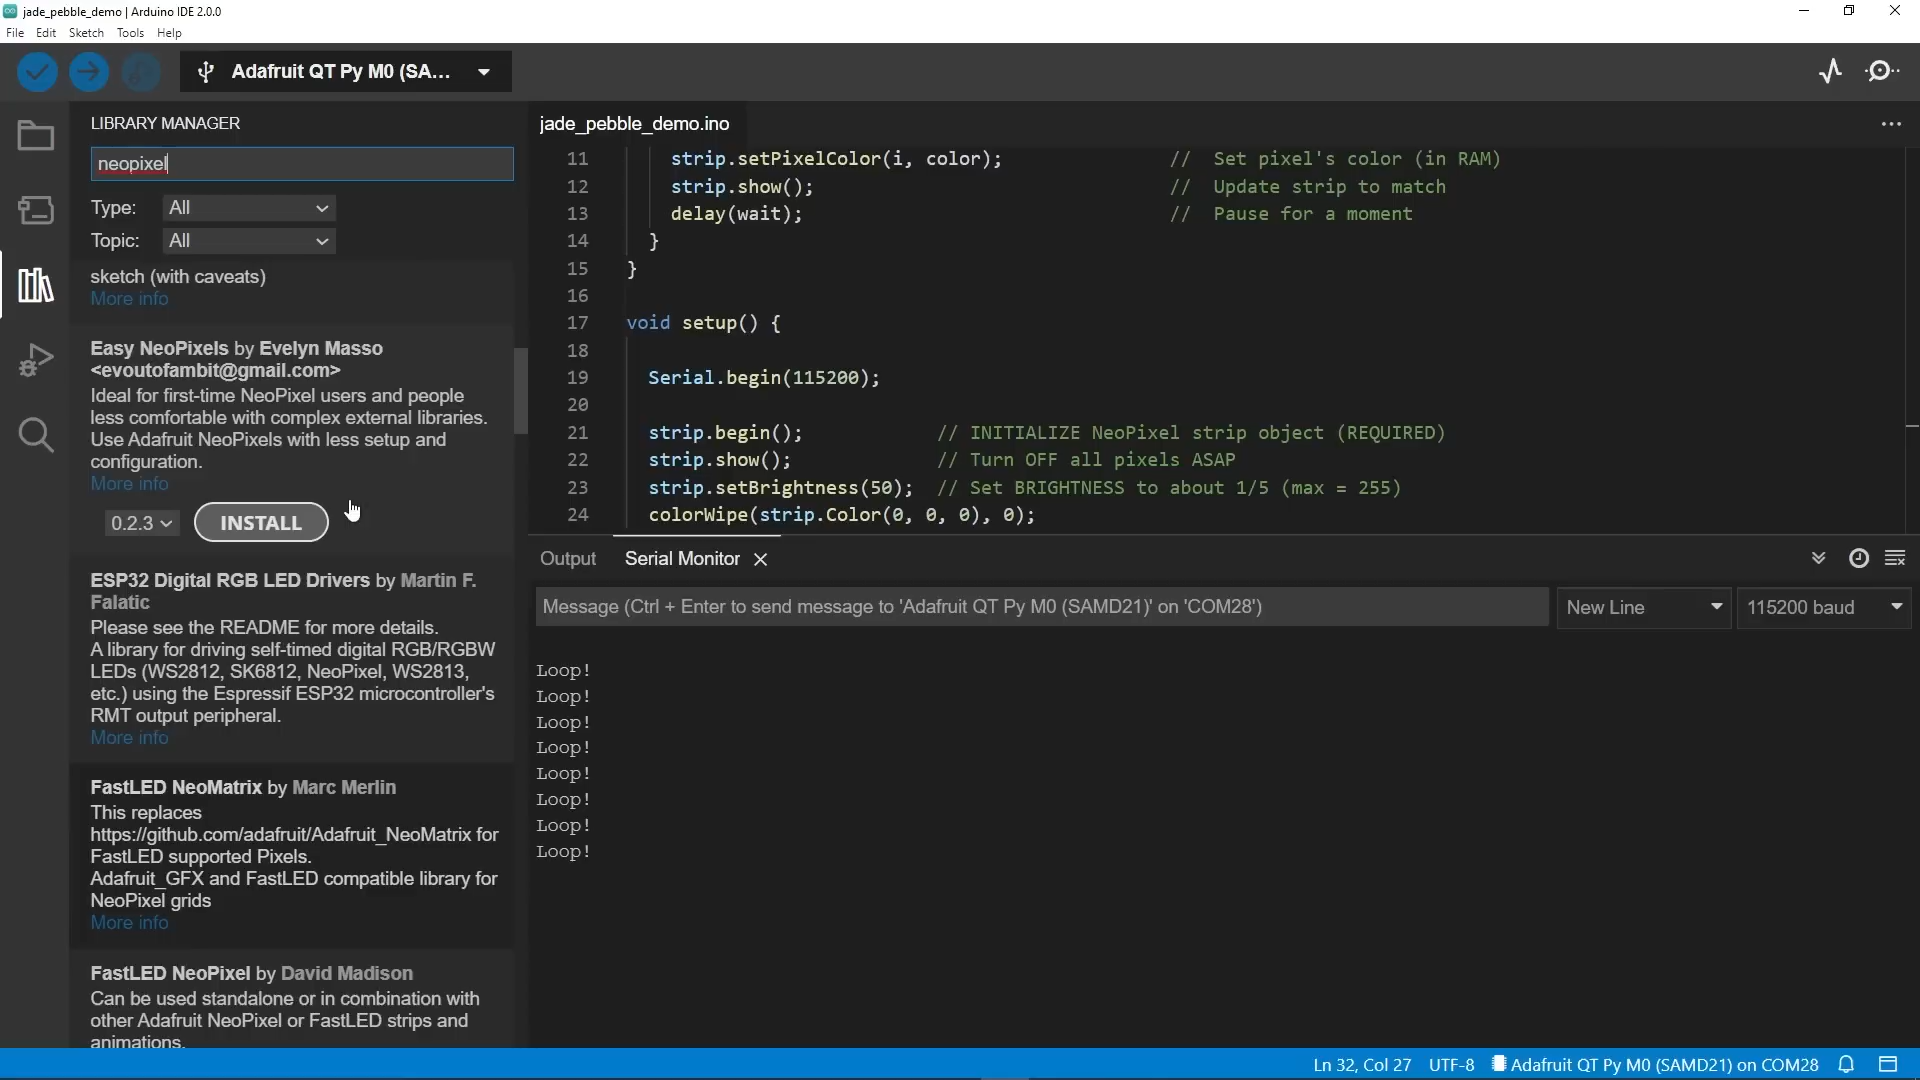 jade_pebble_demo | Arduino IDE 2.0.0
File Edit Sketch Tools Help
Adafruit QT Py M0 (SA...
LIBRARY MANAGER
neopixel
Type: All
Topic: All
sketch (with caveats)
More info
Easy NeoPixels by Evelyn Masso
<evoutofambit@gmail.com>
Ideal for first-time NeoPixel users and people
less comfortable with complex external libraries.
Use Adafruit NeoPixels with less setup and
configuration.
More info
0.2.3 INSTALL
ESP32 Digital RGB LED Drivers by Martin F.
Falatic
Please see the README for more details.
A library for driving self-timed digital RGB/RGBW
LEDs (WS2812, SK6812, NeoPixel, WS2813,
etc.) using the Espressif ESP32 microcontroller's
RMT output peripheral.
More info
FastLED NeoMatrix by Marc Merlin
This replaces
https://github.com/adafruit/Adafruit_NeoMatrix for
FastLED supported Pixels.
Adafruit_GFX and FastLED compatible library for
NeoPixel grids
More info
FastLED NeoPixel by David Madison
Can be used standalone or in combination with
other Adafruit NeoPixel or FastLED strips and
animations.
jade_pebble_demo.ino
11 strip.setPixelColor(i, color); // Set pixel's color (in RAM)
12 strip.show(); // Update strip to match
13 delay(wait); // Pause for a moment
14 }
15 }
16
17 void setup() {
18
19 Serial.begin(115200);
20
21 strip.begin(); // INITIALIZE NeoPixel strip object (REQUIRED)
22 strip.show(); // Turn OFF all pixels ASAP
23 strip.setBrightness(50); // Set BRIGHTNESS to about 1/5 (max = 255)
24 colorWipe(strip.Color(0, 0, 0), 0);
Output Serial Monitor
Message (Ctrl + Enter to send message to 'Adafruit QT Py M0 (SAMD21)' on 'COM28') New Line 115200 baud
Loop!
Loop!
Loop!
Loop!
Loop!
Loop!
Loop!
Loop!
Ln 32, Col 27 UTF-8 Adafruit QT Py M0 (SAMD21) on COM28